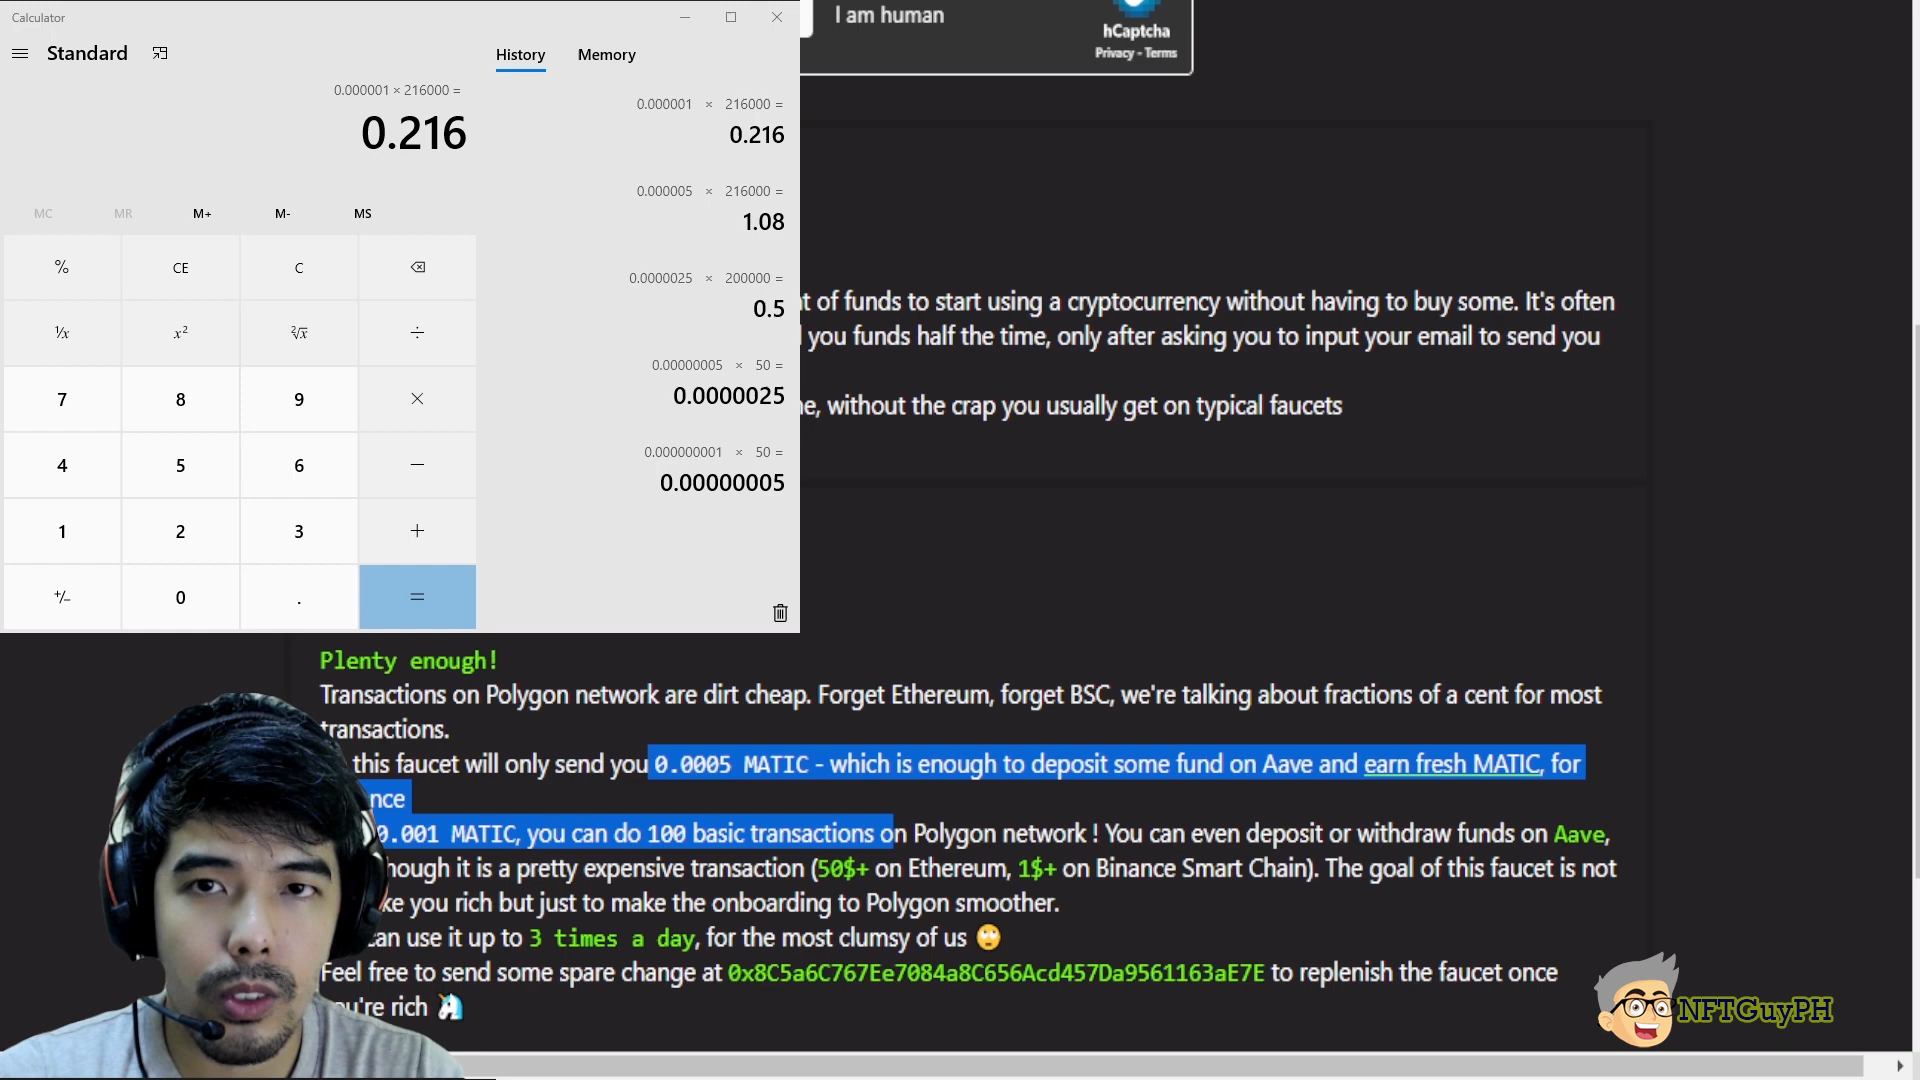 Calculator
Standard
History
Memory
0.000001 × 216000 =
0.216
MC
MR
M+
M-
MS
%
CE
C
⌫
¹/x
x²
²√x
÷
7
8
9
×
4
5
6
−
1
2
3
+
+/−
0
.
=
0.000001 × 216000 =
0.216
0.000005 × 216000 =
1.08
0.0000025 × 200000 =
0.5
0.00000005 × 50 =
0.0000025
0.000000001 × 50 =
0.00000005
I am human
hCaptcha
Privacy - Terms
of funds to start using a cryptocurrency without having to buy some. It's often
you funds half the time, only after asking you to input your email to send you
without the crap you usually get on typical faucets
Plenty enough!
Transactions on Polygon network are dirt cheap. Forget Ethereum, forget BSC, we're talking about fractions of a cent for most
transactions.
this faucet will only send you 0.0005 MATIC - which is enough to deposit some fund on Aave and earn fresh MATIC, for
0.001 MATIC, you can do 100 basic transactions on Polygon network ! You can even deposit or withdraw funds on Aave,
it is a pretty expensive transaction (50$+ on Ethereum, 1$+ on Binance Smart Chain). The goal of this faucet is not
you rich but just to make the onboarding to Polygon smoother.
can use it up to 3 times a day, for the most clumsy of us 🙄
Feel free to send some spare change at 0x8C5a6C767Ee7084a8C656Acd457Da9561163aE7E to replenish the faucet once
you're rich 🦄
NFTGuyPH